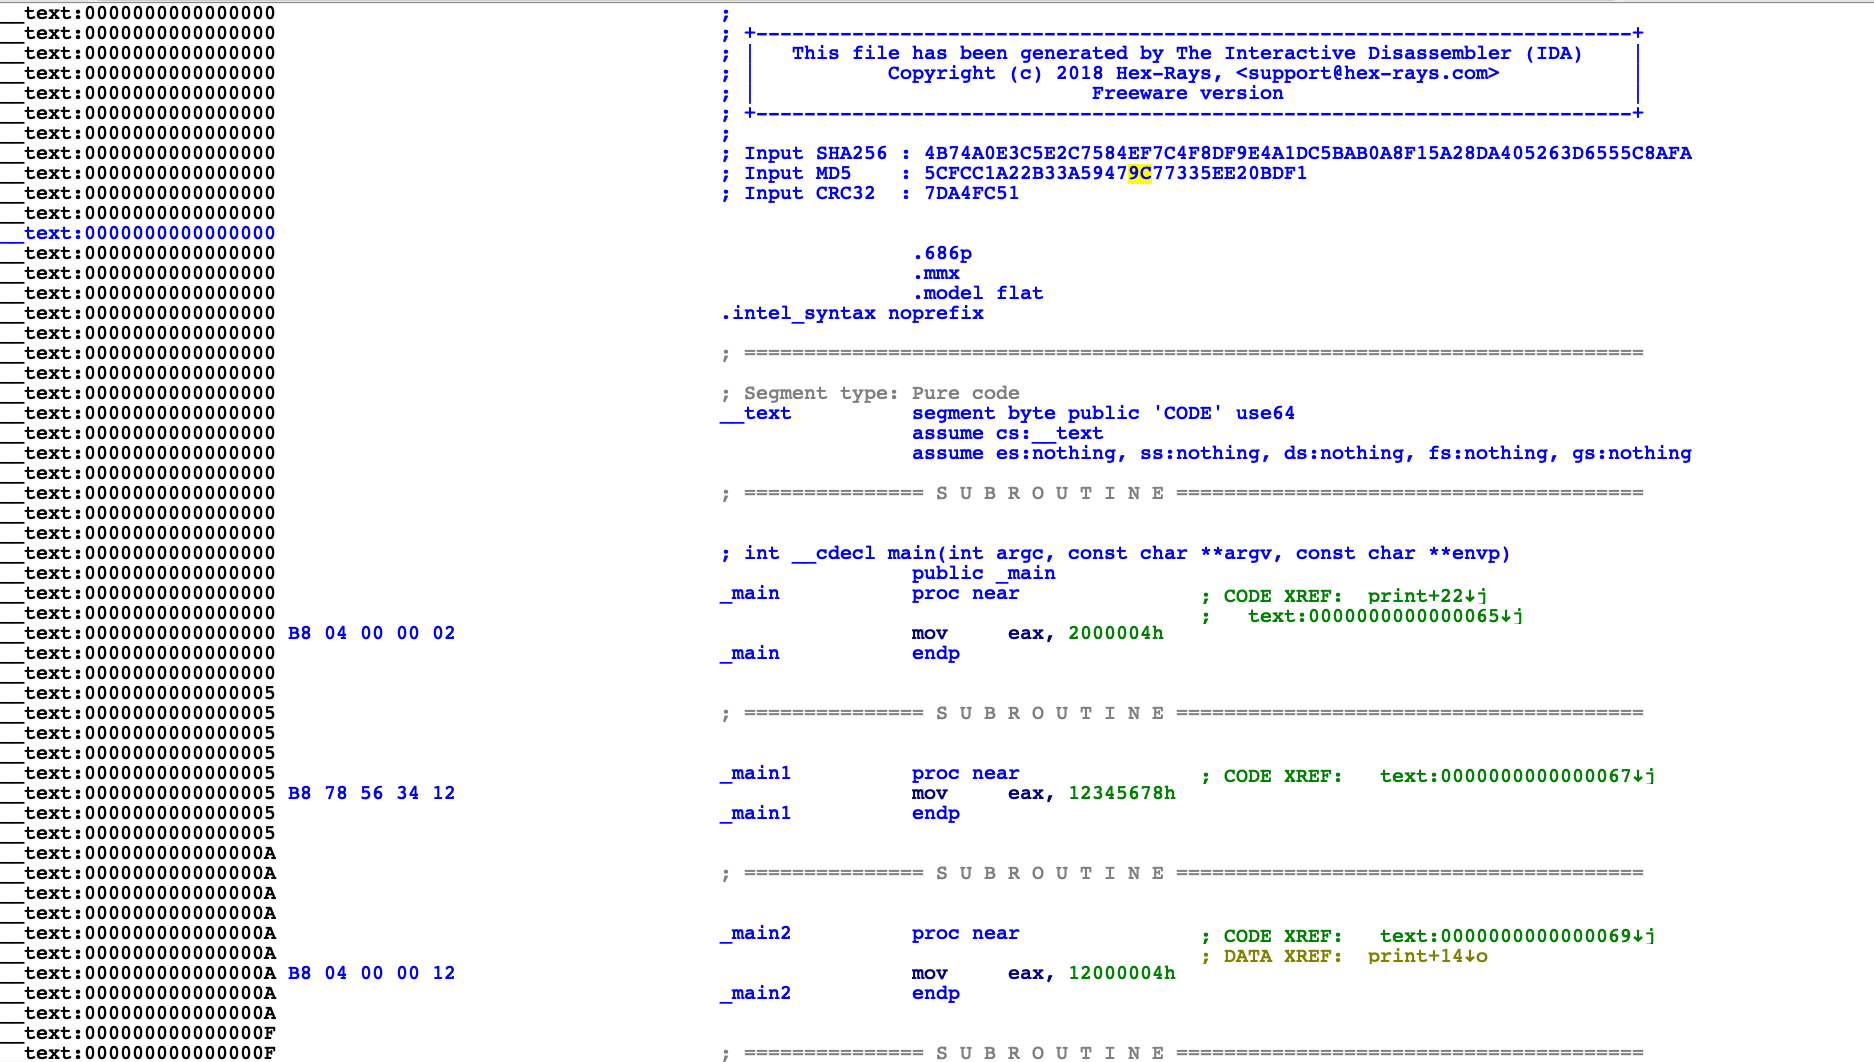 __text:0000000000000000 ;
__text:0000000000000000 ; +-------------------------------------------------------------------------+
__text:0000000000000000 ; | This file has been generated by The Interactive Disassembler (IDA) |
__text:0000000000000000 ; | Copyright (c) 2018 Hex-Rays, <support@hex-rays.com> |
__text:0000000000000000 ; | Freeware version |
__text:0000000000000000 ; +-------------------------------------------------------------------------+
__text:0000000000000000 ;
__text:0000000000000000 ; Input SHA256 : 4B74A0E3C5E2C7584EF7C4F8DF9E4A1DC5BAB0A8F15A28DA405263D6555C8AFA
__text:0000000000000000 ; Input MD5 : 5CFCC1A22B33A59479C77335EE20BDF1
__text:0000000000000000 ; Input CRC32 : 7DA4FC51
__text:0000000000000000
__text:0000000000000000
__text:0000000000000000 .686p
__text:0000000000000000 .mmx
__text:0000000000000000 .model flat
__text:0000000000000000 .intel_syntax noprefix
__text:0000000000000000
__text:0000000000000000 ; ===========================================================================
__text:0000000000000000
__text:0000000000000000 ; Segment type: Pure code
__text:0000000000000000 __text segment byte public 'CODE' use64
__text:0000000000000000 assume cs:__text
__text:0000000000000000 assume es:nothing, ss:nothing, ds:nothing, fs:nothing, gs:nothing
__text:0000000000000000
__text:0000000000000000 ; =============== S U B R O U T I N E =======================================
__text:0000000000000000
__text:0000000000000000
__text:0000000000000000 ; int __cdecl main(int argc, const char **argv, const char **envp)
__text:0000000000000000 public _main
__text:0000000000000000 _main proc near ; CODE XREF: print+22↓j
__text:0000000000000000 ; text:0000000000000065↓j
__text:0000000000000000 B8 04 00 00 02 mov eax, 2000004h
__text:0000000000000000 _main endp
__text:0000000000000000
__text:0000000000000005
__text:0000000000000005 ; =============== S U B R O U T I N E =======================================
__text:0000000000000005
__text:0000000000000005
__text:0000000000000005 _main1 proc near ; CODE XREF: text:0000000000000067↓j
__text:0000000000000005 B8 78 56 34 12 mov eax, 12345678h
__text:0000000000000005 _main1 endp
__text:0000000000000005
__text:000000000000000A
__text:000000000000000A ; =============== S U B R O U T I N E =======================================
__text:000000000000000A
__text:000000000000000A
__text:000000000000000A _main2 proc near ; CODE XREF: text:0000000000000069↓j
__text:000000000000000A ; DATA XREF: print+14↓o
__text:000000000000000A B8 04 00 00 12 mov eax, 12000004h
__text:000000000000000A _main2 endp
__text:000000000000000A
__text:000000000000000F
__text:000000000000000F ; =============== S U B R O U T I N E =======================================